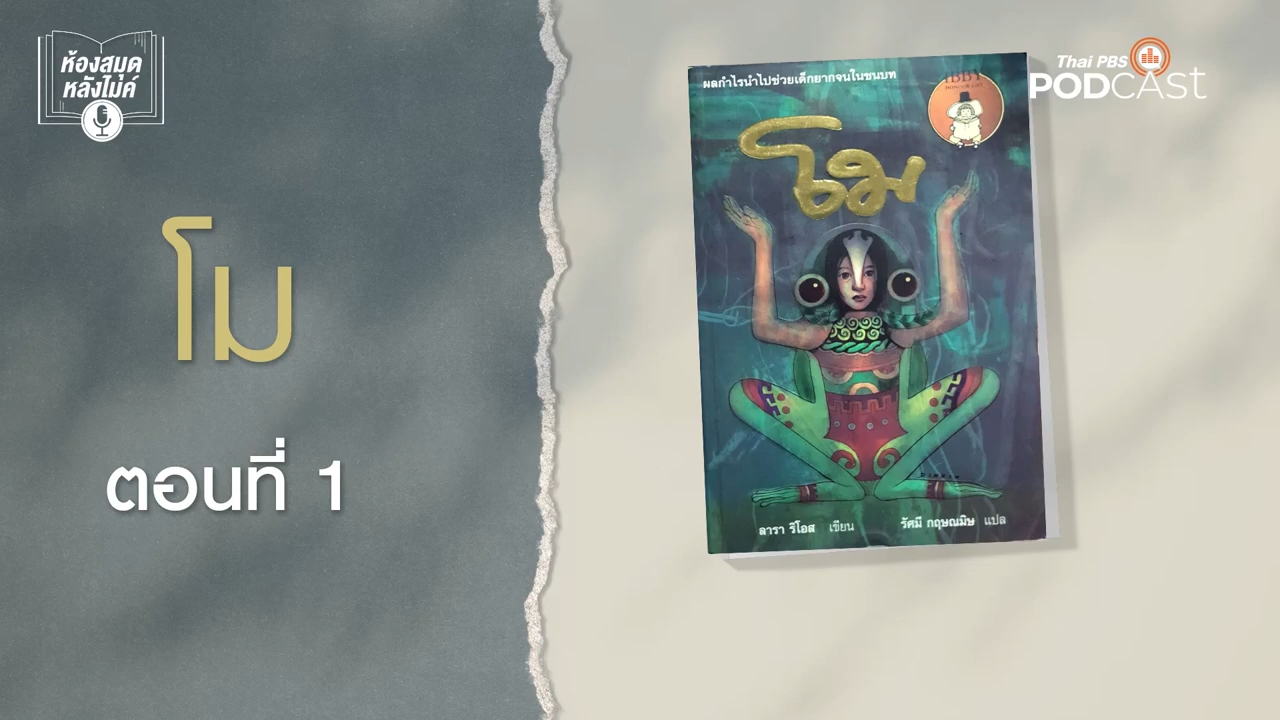 ห้องสมุด
หลังไมค์
โม
ตอนที่ 1
Thai PBS
PODCAST
ผลกำไรนำไปช่วยเด็กยากจนในชนบท
IBBY
HONOUR LIST
โม
ลารา ริโอส เขียน
รัศมี กฤษณมิษ แปล